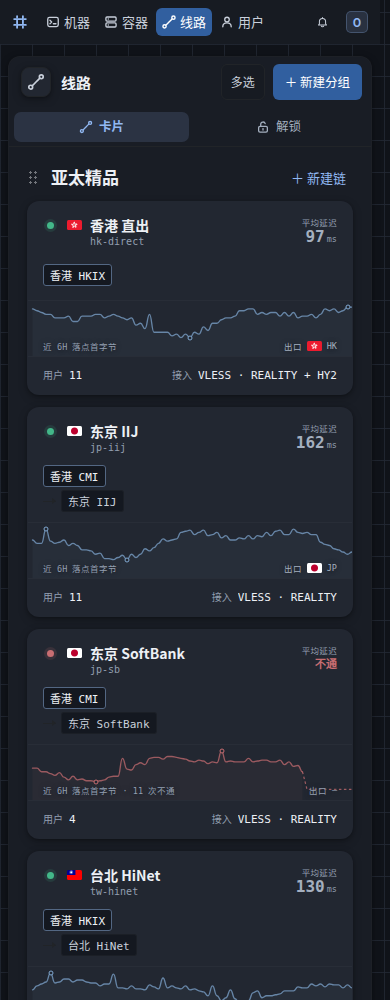 机器 容器 线路 用户 O
线路 多选 + 新建分组
卡片 解锁
亚太精品 + 新建链
香港 直出 平均延迟
hk-direct 97 ms
香港 HKIX
近 6H 落点首字节 出口 HK
用户 11 接入 VLESS · REALITY + HY2
东京 IIJ 平均延迟
jp-iij 162 ms
香港 CMI
东京 IIJ
近 6H 落点首字节 出口 JP
用户 11 接入 VLESS · REALITY
东京 SoftBank 平均延迟
jp-sb 不通
香港 CMI
东京 SoftBank
近 6H 落点首字节 · 11 次不通 出口 —
用户 4 接入 VLESS · REALITY
台北 HiNet 平均延迟
tw-hinet 130 ms
香港 HKIX
台北 HiNet